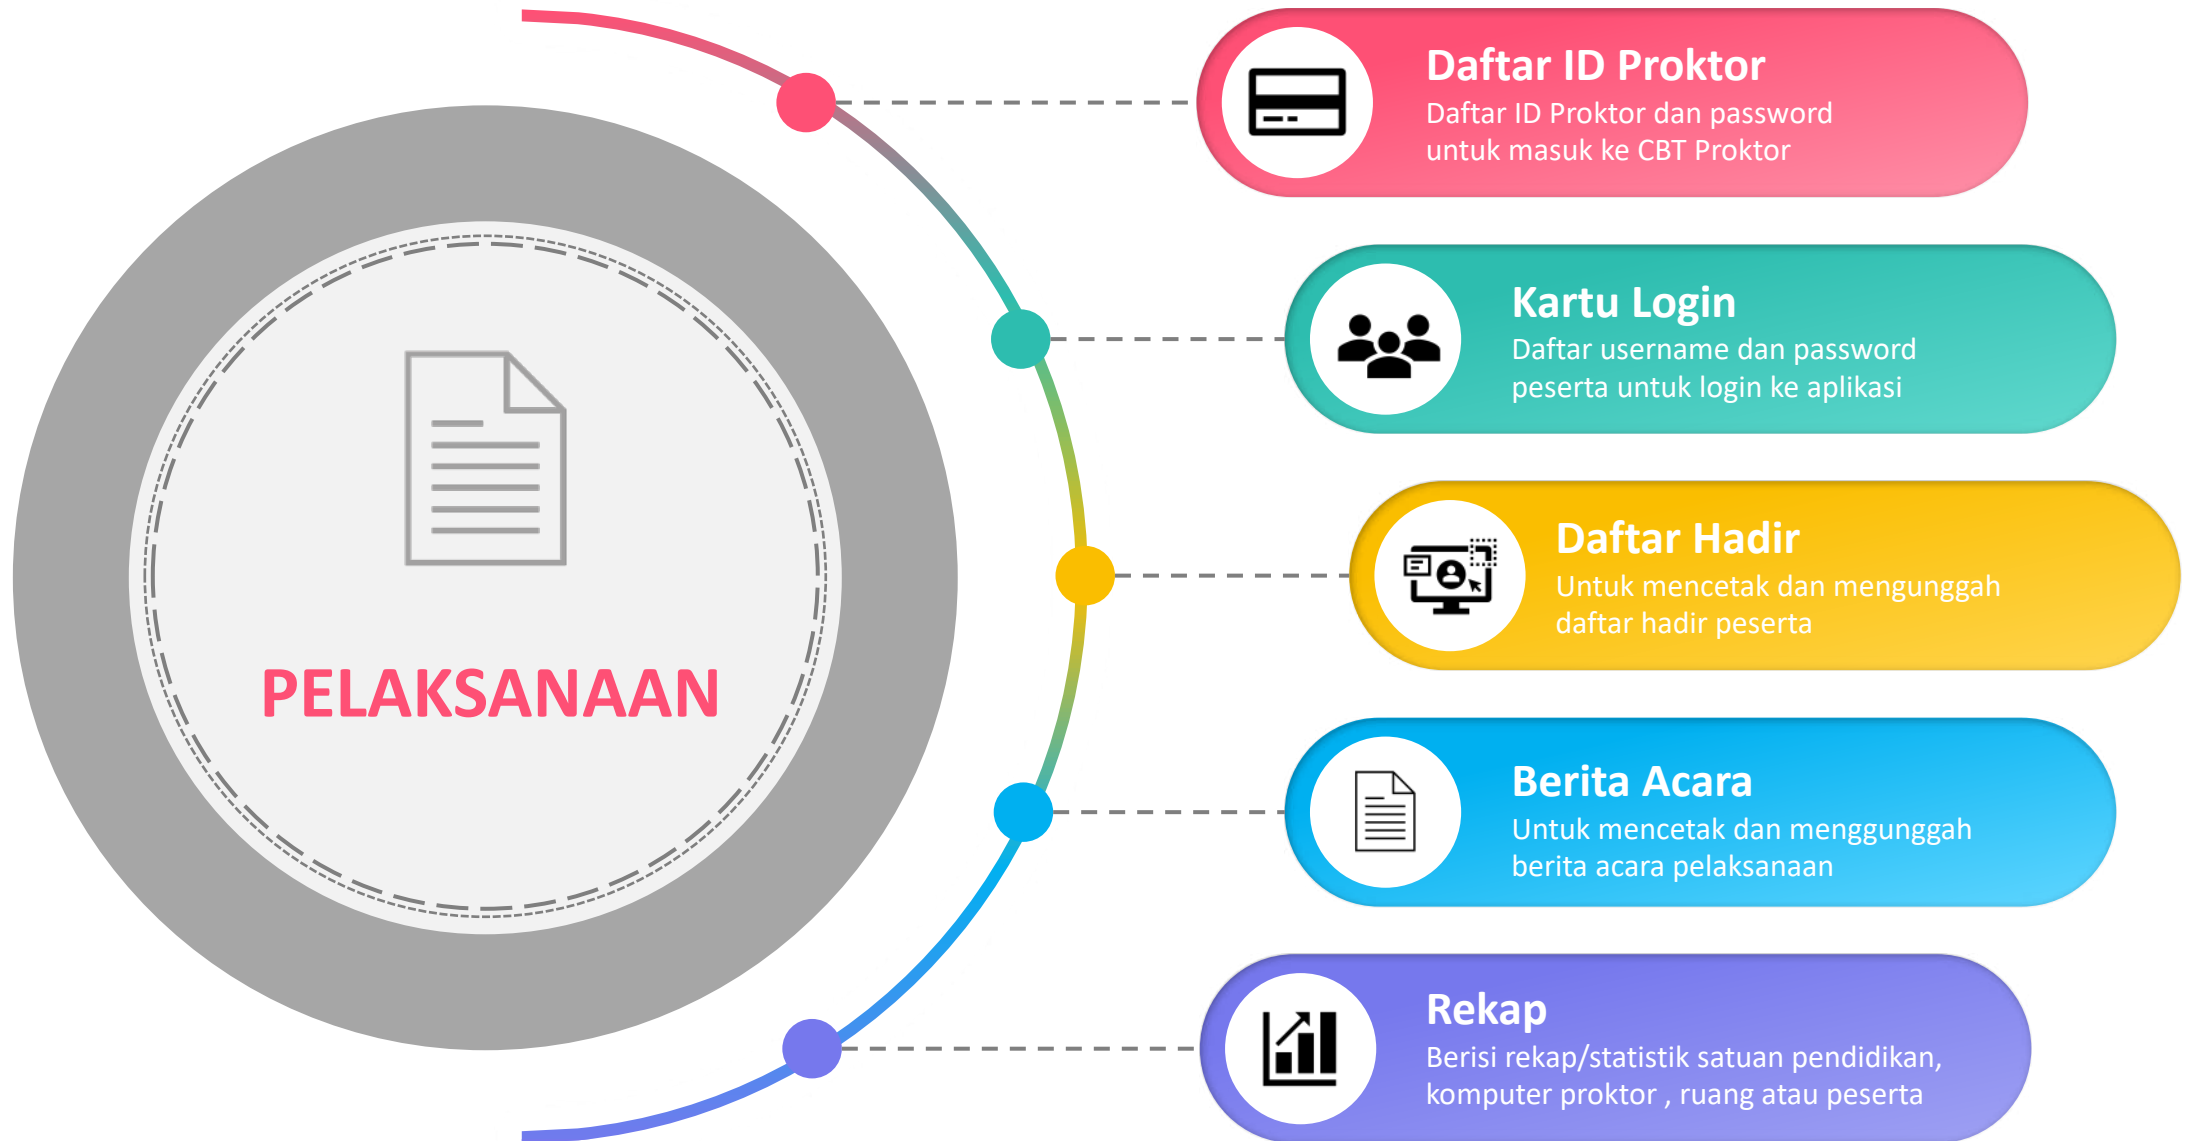 PELAKSANAAN
Daftar ID Proktor
Daftar ID Proktor dan password
untuk masuk ke CBT Proktor
Kartu Login
Daftar username dan password
peserta untuk login ke aplikasi
Daftar Hadir
Untuk mencetak dan mengunggah
daftar hadir peserta
Berita Acara
Untuk mencetak dan menggunggah
berita acara pelaksanaan
Rekap
Berisi rekap/statistik satuan pendidikan,
komputer proktor , ruang atau peserta